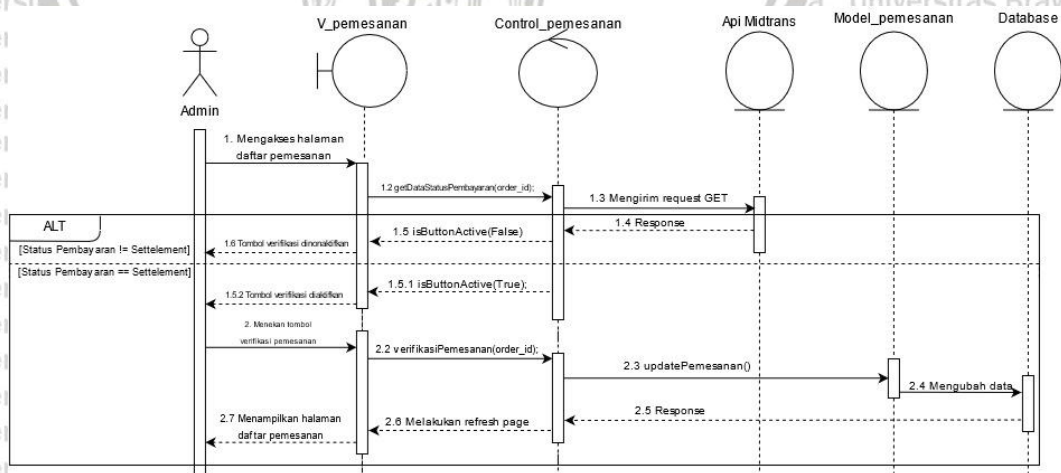 V_pemesanan
Control_pemesanan
Api Midtrans
Model_pemesanan
Database
Admin
1. Mengakses halaman
daftar pemesanan
1.2 getDataStatusPembayaran(order_id);
1.3 Mengirim request GET
ALT
1.4 Response
1.5 isButtonActive(False)
1.6 Tombol verifikasi dinonaktifkan
[Status Pembayaran != Settelement]
[Status Pembayaran == Settelement]
1.5.1 isButtonActive(True);
1.5.2 Tombol verifikasi diaktifkan
2. Menekan tombol
verifikasi pemesanan
2.2 verifikasiPemesanan(order_id);
2.3 updatePemesanan()
2.4 Mengubah data
2.5 Response
2.6 Melakukan refresh page
2.7 Menampilkan halaman
daftar pemesanan